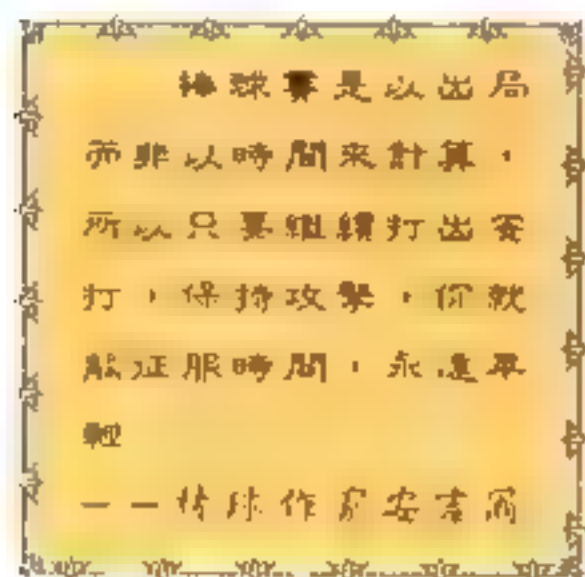 棒球賽是以出局
而非以時間來計算，
所以只要繼續打出安
打，保持攻擊，你就
能征服時間，永遠年
輕
——棒球作家安吉爾